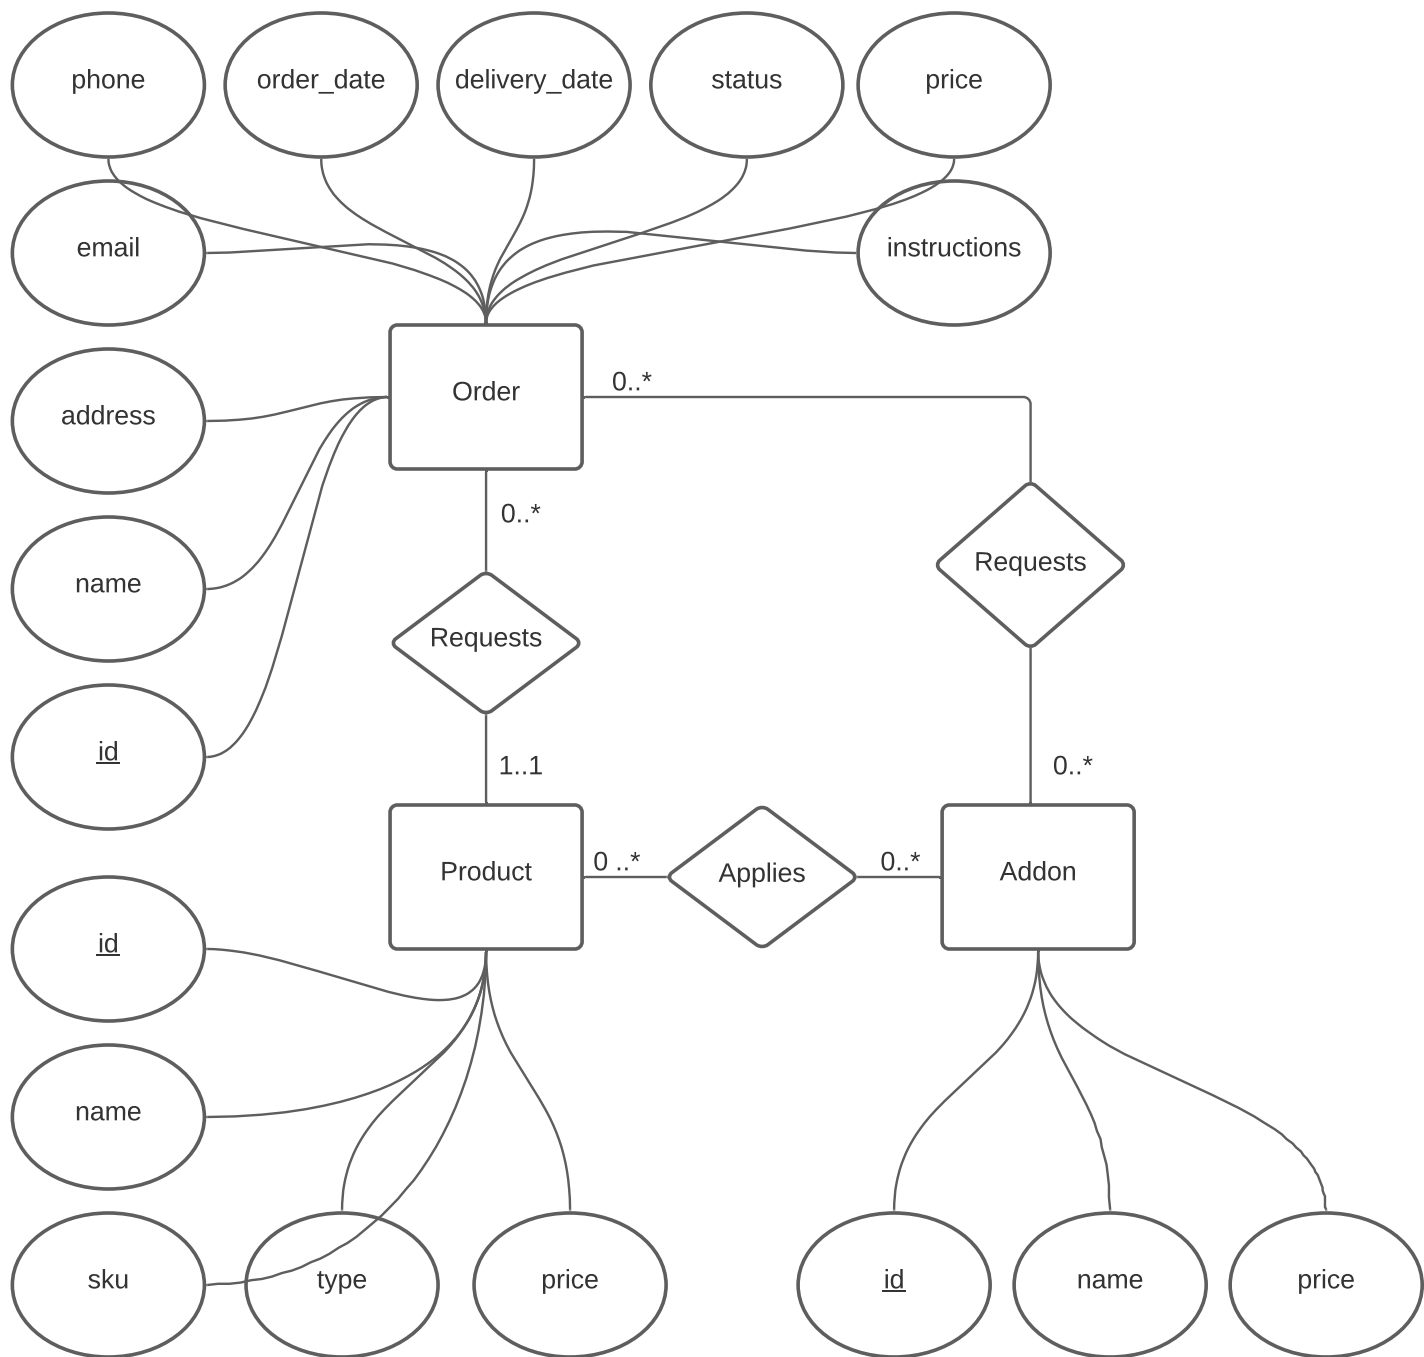 phone
order_date
delivery_date
status
price
email
instructions
Order
0..*
address
0..*
Requests
name
Requests
id
1..1
0..*
Product
0 ..*
Applies
0..*
Addon
id
name
sku
type
price
id
name
price